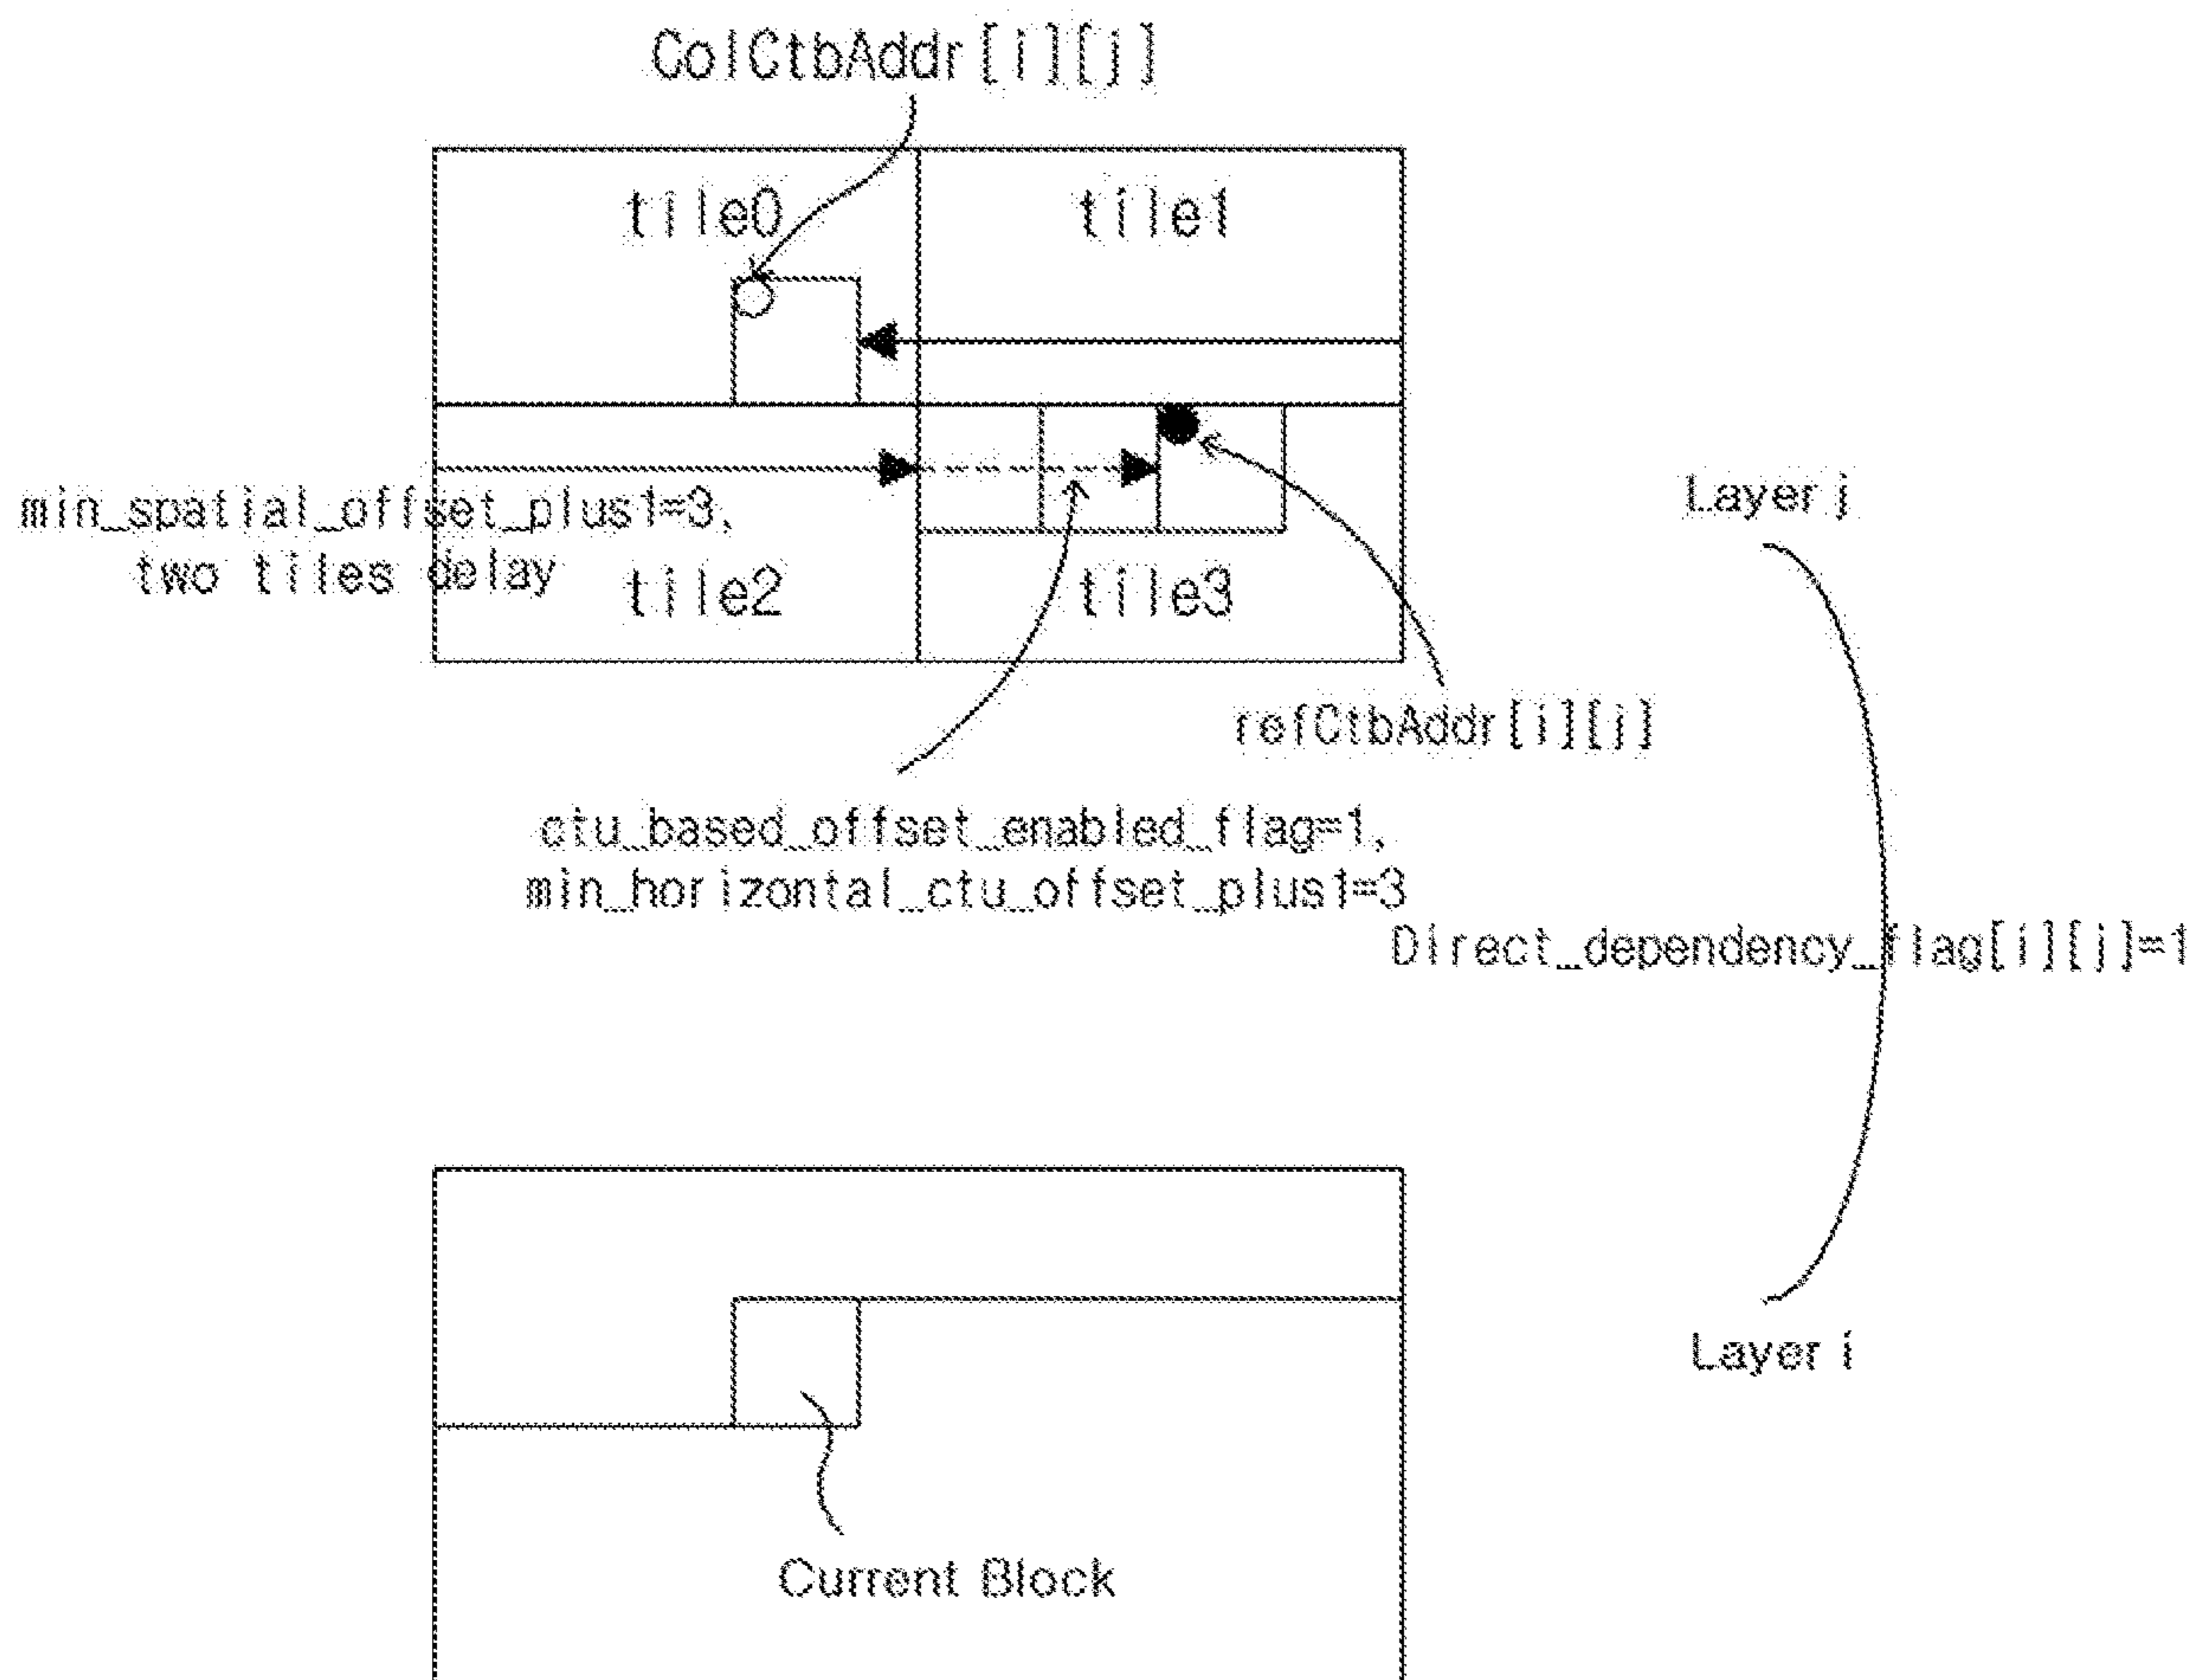 ColCtbAddr[i][j]
tile0
tile1
min_spatial_offset_plus1=3,
two tiles delay
tile2
tile3
Layer j
refCtbAddr[i][j]
ctu_based_offset_enabled_flag=1,
min_horizontal_ctu_offset_plus1=3
Direct_dependency_flag[i][j]=1
Layer i
Current Block